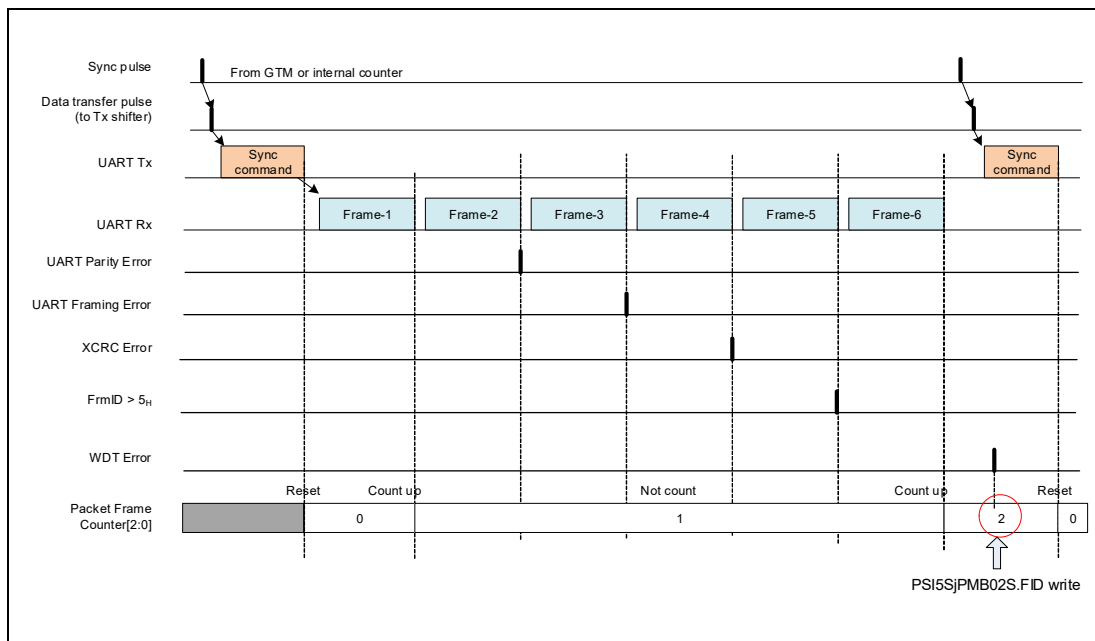 Sync pulse
From GTM or internal counter
Data transfer pulse
(to Tx shifter)
UART Tx
Sync
command
Sync
command
UART Rx
Frame-1
Frame-2
Frame-3
Frame-4
Frame-5
Frame-6
UART Parity Error
UART Framing Error
XCRC Error
FrmID > 5H
WDT Error
Reset
Count up
Not count
Count up
Reset
Packet Frame
Counter[2:0]
0
1
2
0
PSI5SjPMB02S.FID write